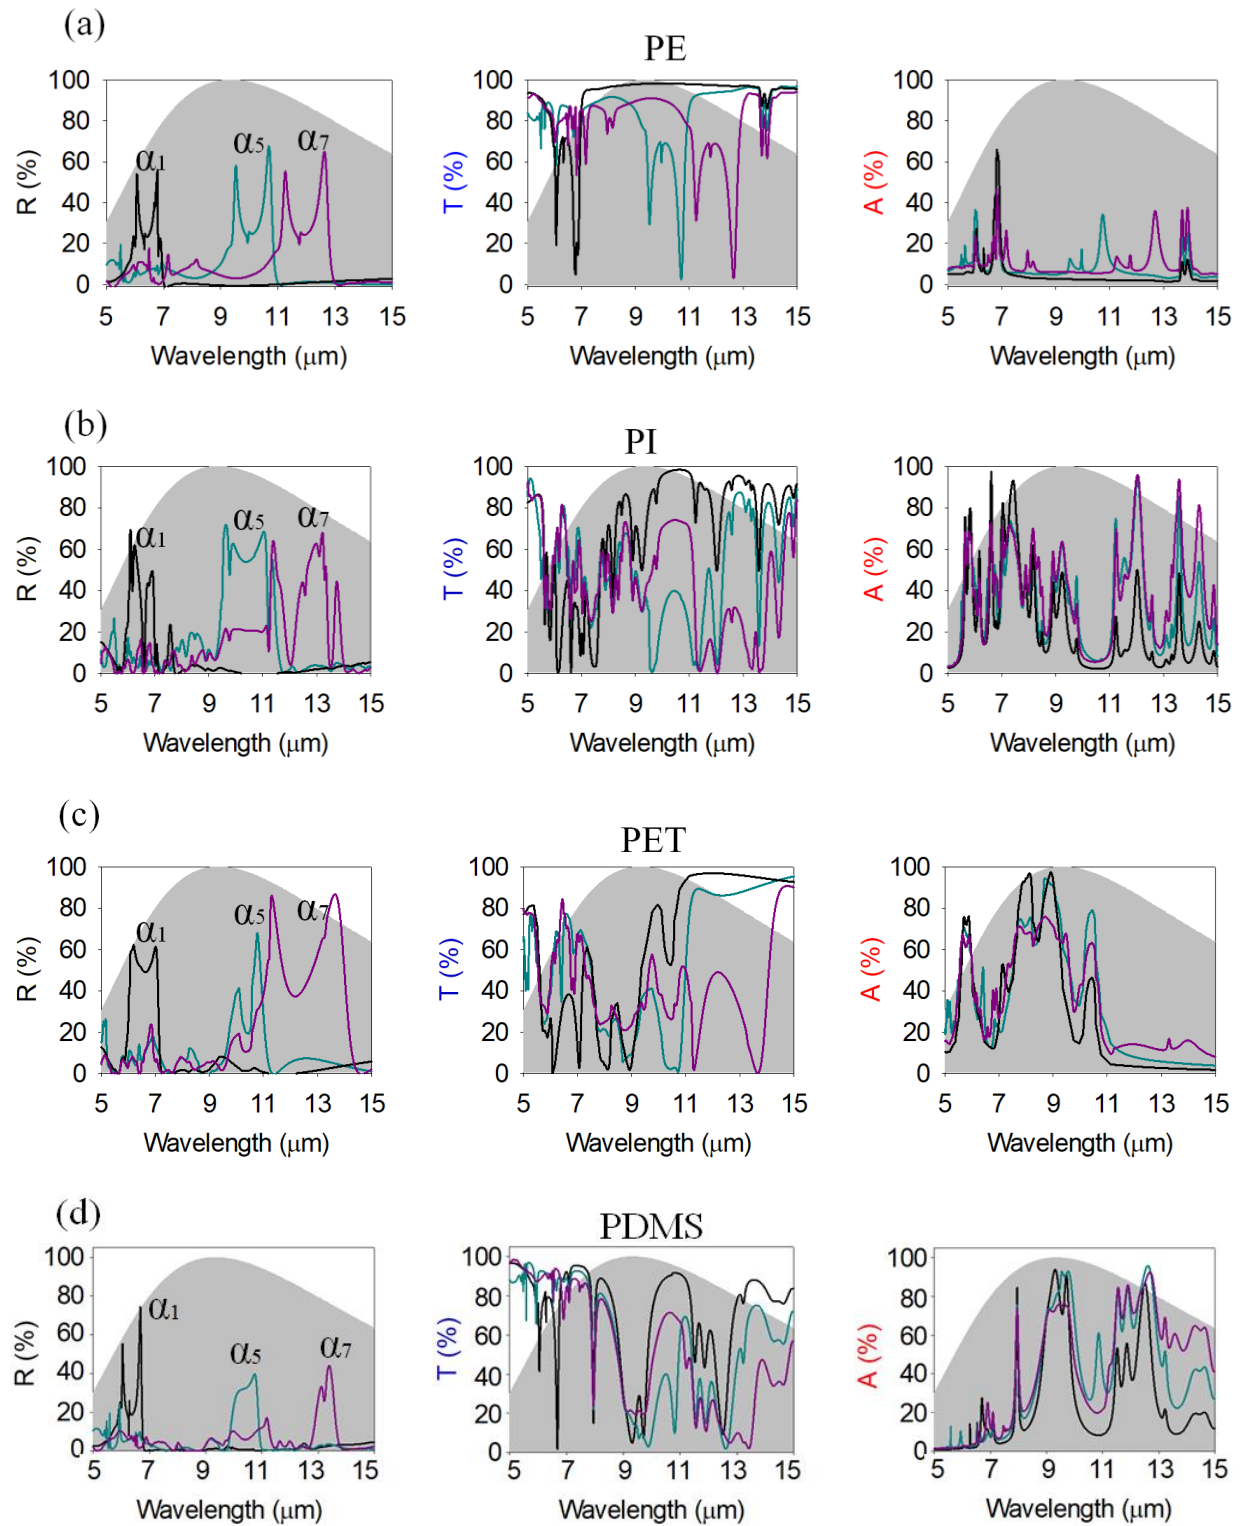 (a)
PE
100
80
60
40
20
0
R (%)
α1
α5
α7
5 7 9 11 13 15
Wavelength (μm)
100
80
60
40
20
0
T (%)
5 7 9 11 13 15
Wavelength (μm)
100
80
60
40
20
0
A (%)
5 7 9 11 13 15
Wavelength (μm)
(b)
PI
100
80
60
40
20
0
R (%)
α1
α5
α7
5 7 9 11 13 15
Wavelength (μm)
100
80
60
40
20
0
T (%)
5 7 9 11 13 15
Wavelength (μm)
100
80
60
40
20
0
A (%)
5 7 9 11 13 15
Wavelength (μm)
(c)
PET
100
80
60
40
20
0
R (%)
α1
α5
α7
5 7 9 11 13 15
Wavelength (μm)
100
80
60
40
20
0
T (%)
5 7 9 11 13 15
Wavelength (μm)
100
80
60
40
20
0
A (%)
5 7 9 11 13 15
Wavelength (μm)
(d)
PDMS
100
80
60
40
20
0
R (%)
α1
α5
α7
5 7 9 11 13 15
Wavelength (μm)
100
80
60
40
20
0
T (%)
5 7 9 11 13 15
Wavelength (μm)
100
80
60
40
20
0
A (%)
5 7 9 11 13 15
Wavelength (μm)